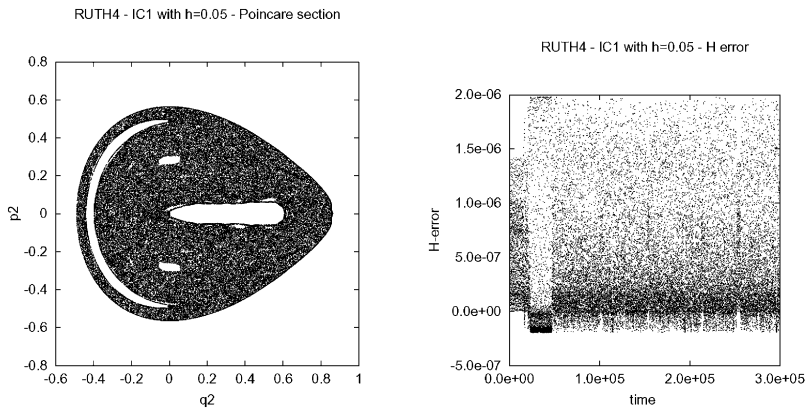 RUTH4 - IC1 with h=0.05 - Poincare section
0.8
0.6
0.4
0.2
0
-0.2
-0.4
-0.6
-0.8
p2
-0.6
-0.4
-0.2
0
0.2
0.4
0.6
0.8
1
q2
RUTH4 - IC1 with h=0.05 - H error
2.0e-06
1.5e-06
1.0e-06
5.0e-07
0.0e+00
-5.0e-07
H-error
0.0e+00
1.0e+05
2.0e+05
3.0e+05
time